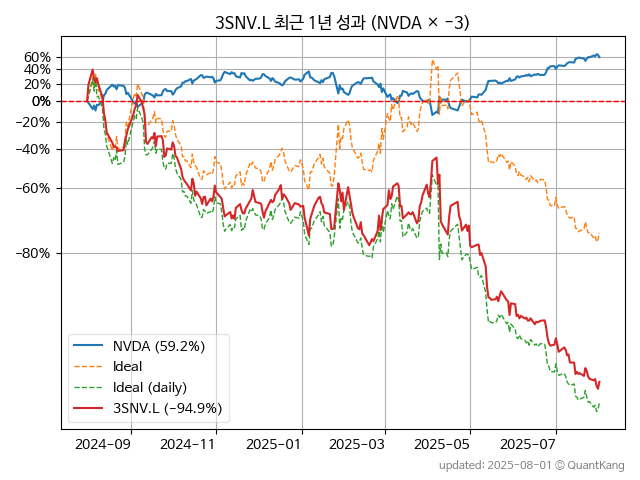 3SNV.L 최근 1년 성과 (NVDA × −3)
60%
40%
20%
0%
0%
−20%
−40%
−60%
−80%
NVDA (59.2%)
Ideal
Ideal (daily)
3SNV.L (−94.9%)
2024-09
2024-11
2025-01
2025-03
2025-05
2025-07
updated: 2025-08-01 © QuantKang